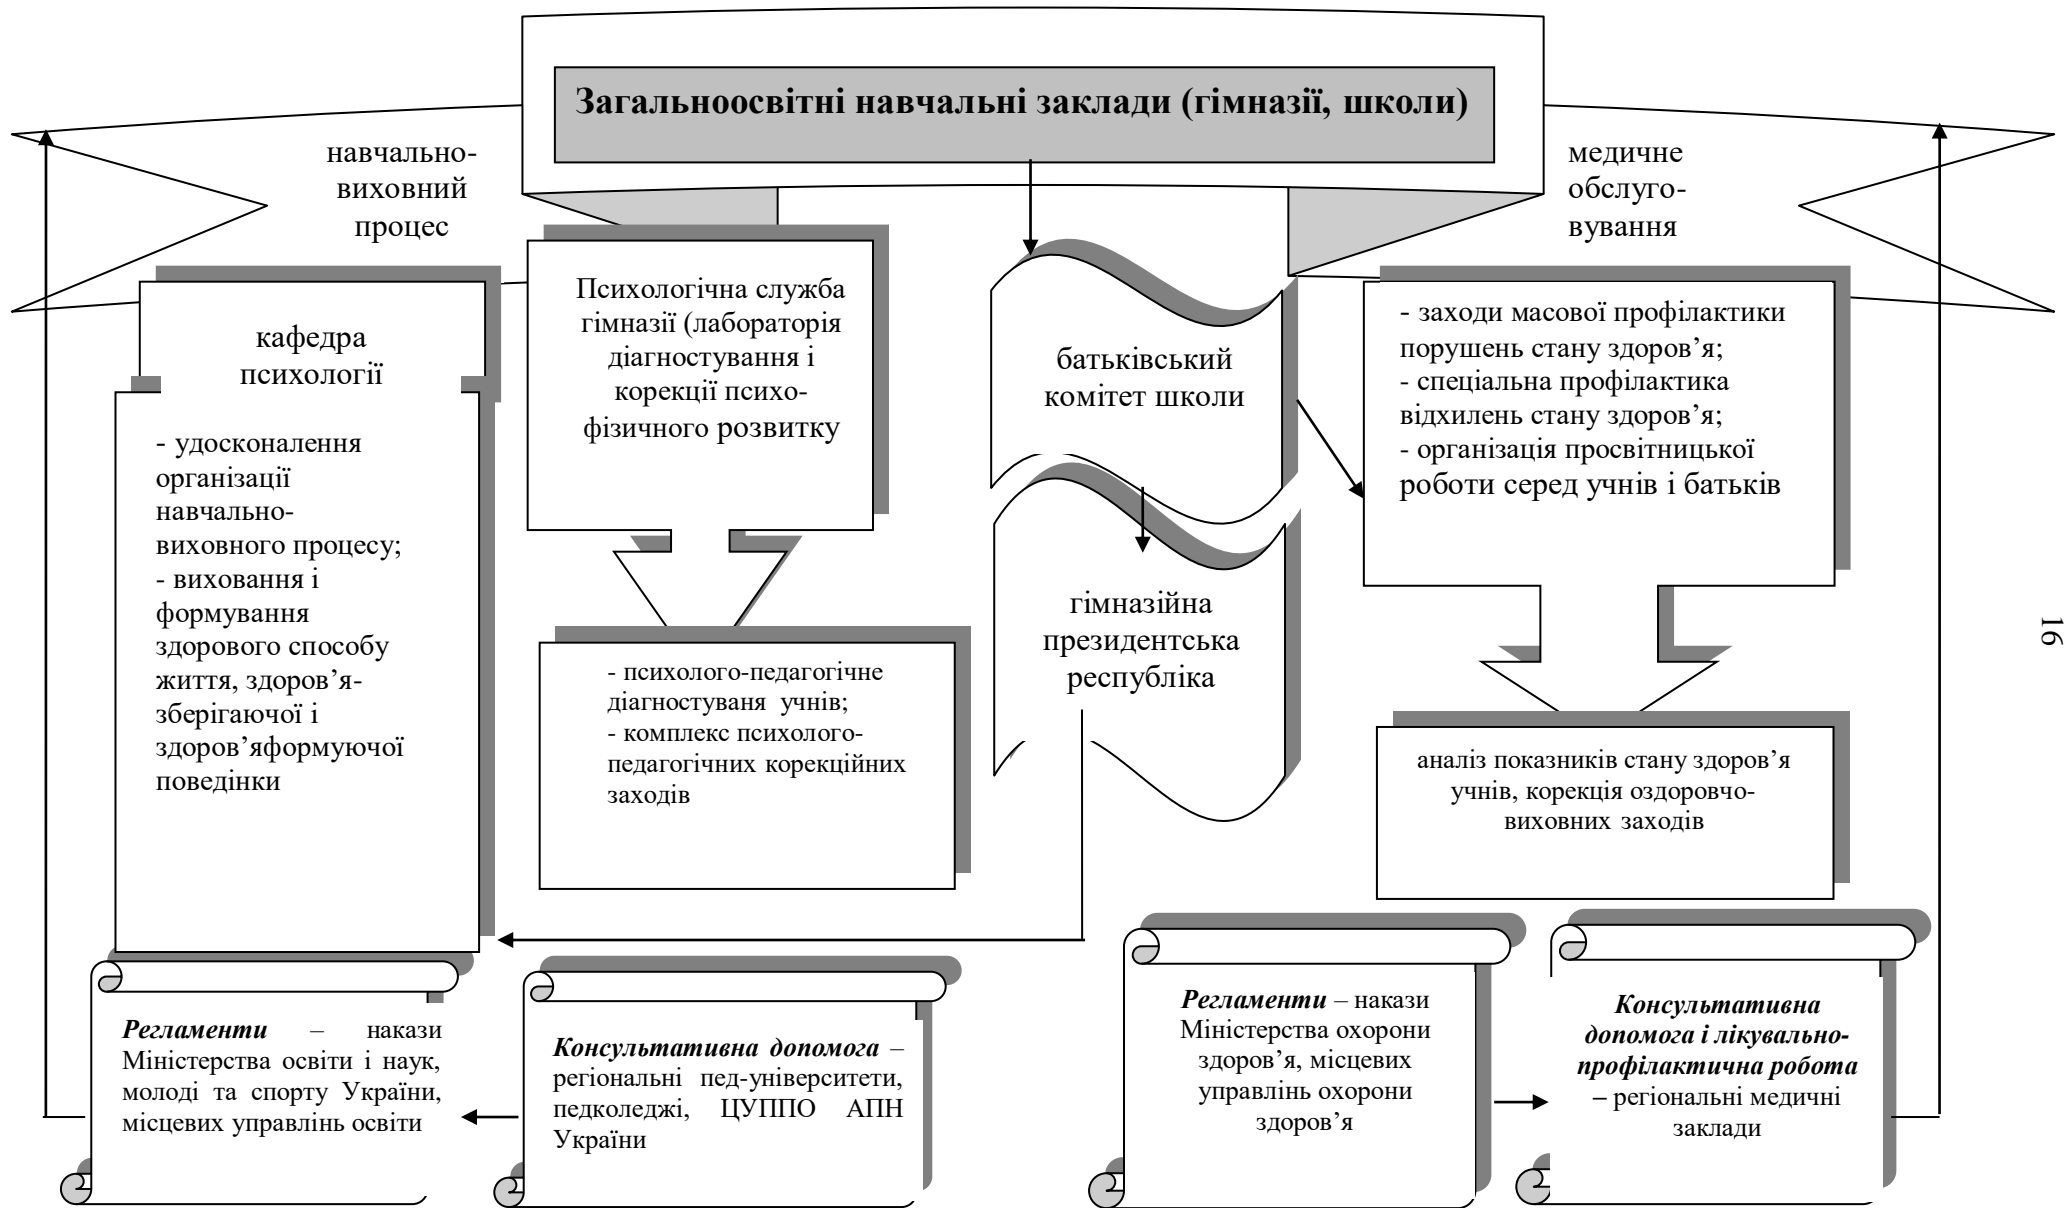 Загальноосвітні навчальні заклади (гімназії, школи)
навчально-
виховний
процес
медичне
обслуго-
вування
кафедра
психології
- удосконалення
організації
навчально-
виховного процесу;
- виховання і
формування
здорового способу
життя, здоров’я-
зберігаючої і
здоров’яформуючої
поведінки
Психологічна служба
гімназії (лабораторія
діагностування і
корекції психо-
фізичного розвитку
- психолого-педагогічне
діагностуваня учнів;
- комплекс психолого-
педагогічних корекційних
заходів
батьківський
комітет школи
гімназійна
президентська
республіка
- заходи масової профілактики
порушень стану здоров’я;
- спеціальна профілактика
відхилень стану здоров’я;
- організація просвітницької
роботи серед учнів і батьків
аналіз показників стану здоров’я
учнів, корекція оздоровчо-
виховних заходів
16
Регламенти – накази
Міністерства освіти і наук,
молоді та спорту України,
місцевих управлінь освіти
Консультативна допомога –
регіональні пед-університети,
педколеджі, ЦУППО АПН
України
Регламенти – накази
Міністерства охорони
здоров’я, місцевих
управлінь охорони
здоров’я
Консультативна
допомога і лікувально-
профілактична робота
– регіональні медичні
заклади